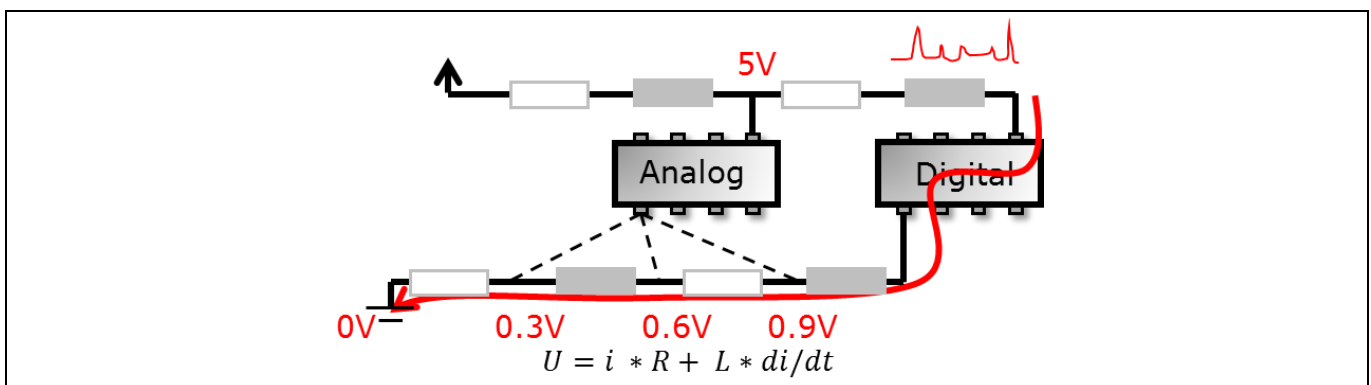 5V
Analog
Digital
0V
0.3V
0.6V
0.9V
U = i * R + L * di/dt